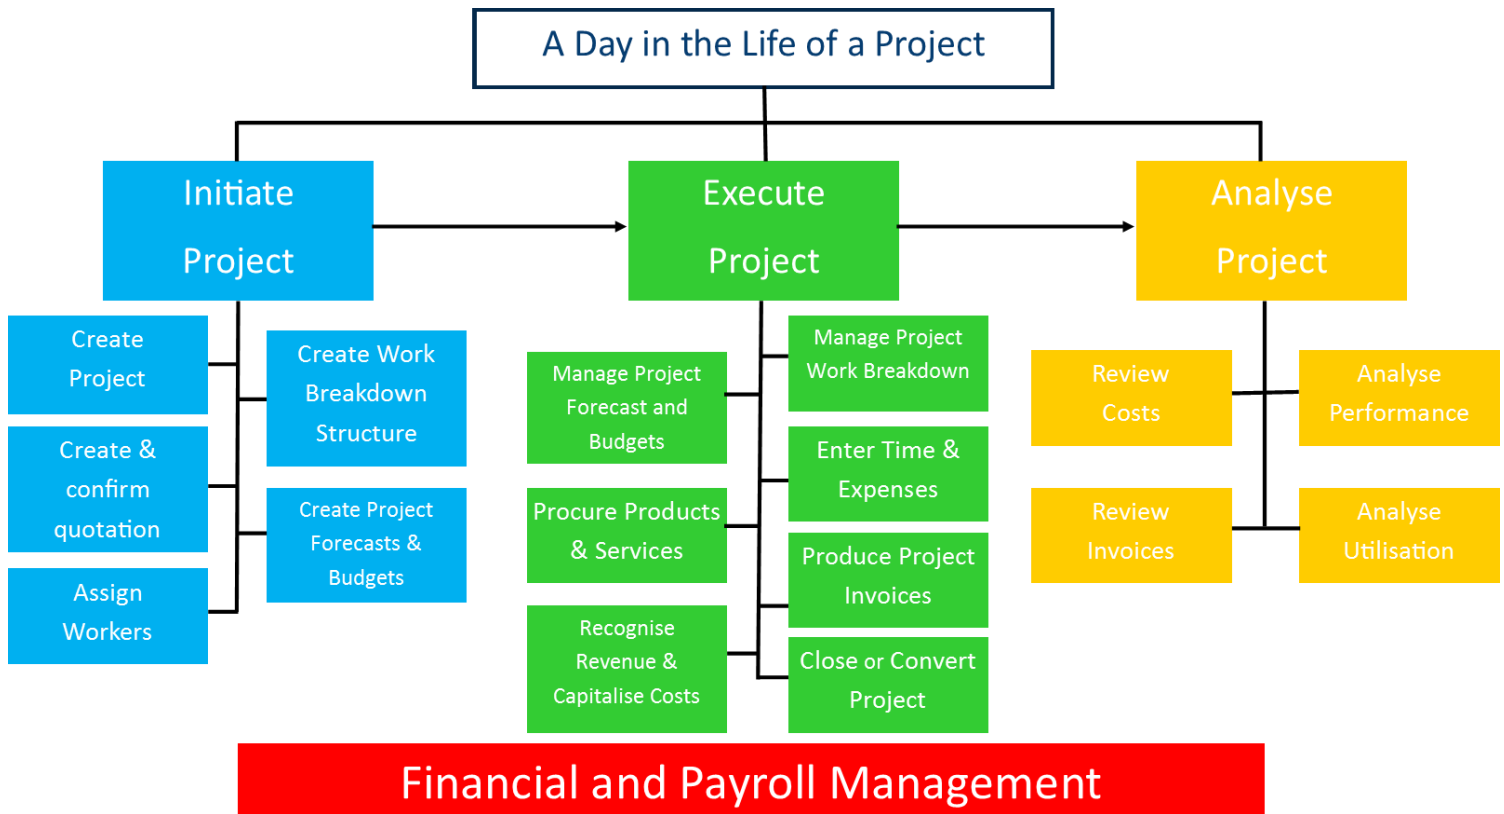 A Day in the Life of a Project
Initiate
Project
Execute
Project
Analyse
Project
Create
Project
Create & 
confirm
quotation
Assign
Workers
Create Work
Breakdown
Structure
Create Project
Forecasts &
Budgets
Manage Project
Forecast and
Budgets
Procure Products
& Services
Recognise
Revenue &
Capitalise Costs
Manage Project
Work Breakdown
Enter Time &
Expenses
Produce Project
Invoices
Close or Convert
Project
Review
Costs
Review
Invoices
Analyse
Performance
Analyse
Utilisation
Financial and Payroll Management